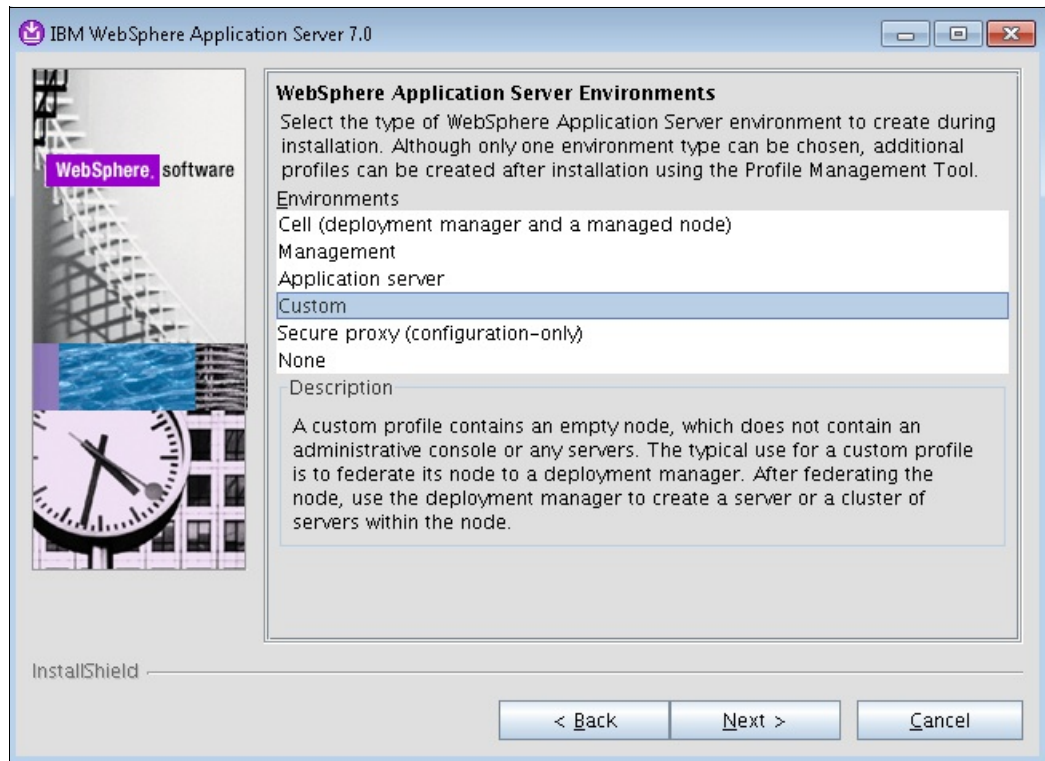 IBM WebSphere Application Server 7.0
WebSphere. software
WebSphere Application Server Environments
Select the type of WebSphere Application Server environment to create during
installation. Although only one environment type can be chosen, additional
profiles can be created after installation using the Profile Management Tool.
Environments
Cell (deployment manager and a managed node)
Management
Application server
Custom
Secure proxy (configuration-only)
None
Description
A custom profile contains an empty node, which does not contain an
administrative console or any servers. The typical use for a custom profile
is to federate its node to a deployment manager. After federating the
node, use the deployment manager to create a server or a cluster of
servers within the node.
InstallShield
< Back
Next >
Cancel